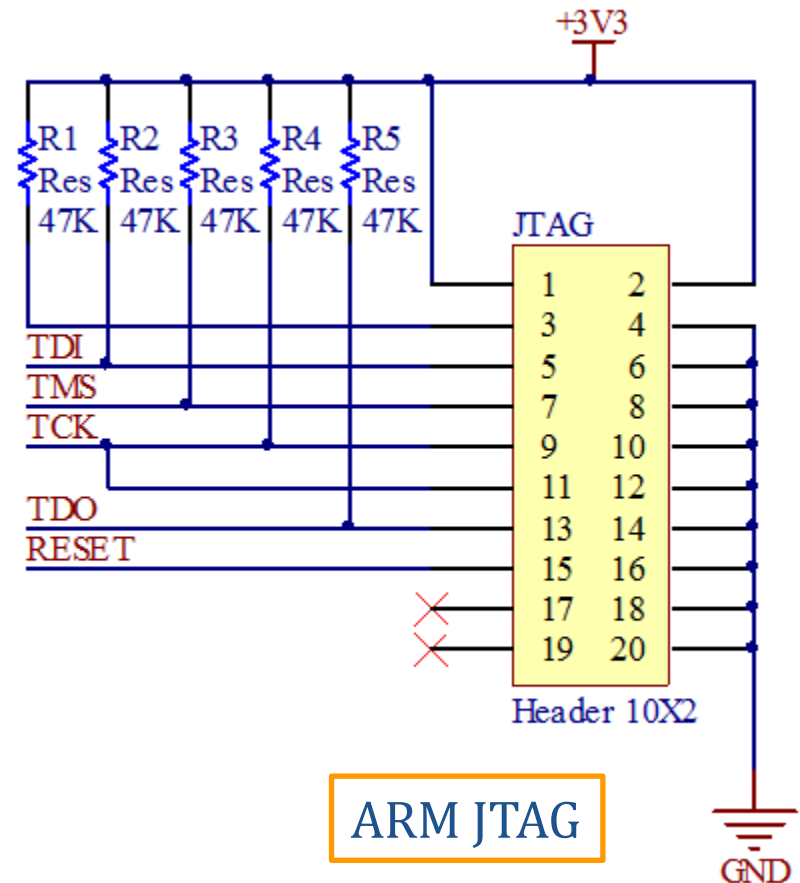 +3V3
R1 R2 R3 R4 R5
Res Res Res Res Res
47K 47K 47K 47K 47K
JTAG
1 2
3 4
TDI
5 6
TMS
7 8
TCK
9 10
11 12
TDO
13 14
RESET
15 16
17 18
19 20
Header 10X2
ARM JTAG
GND